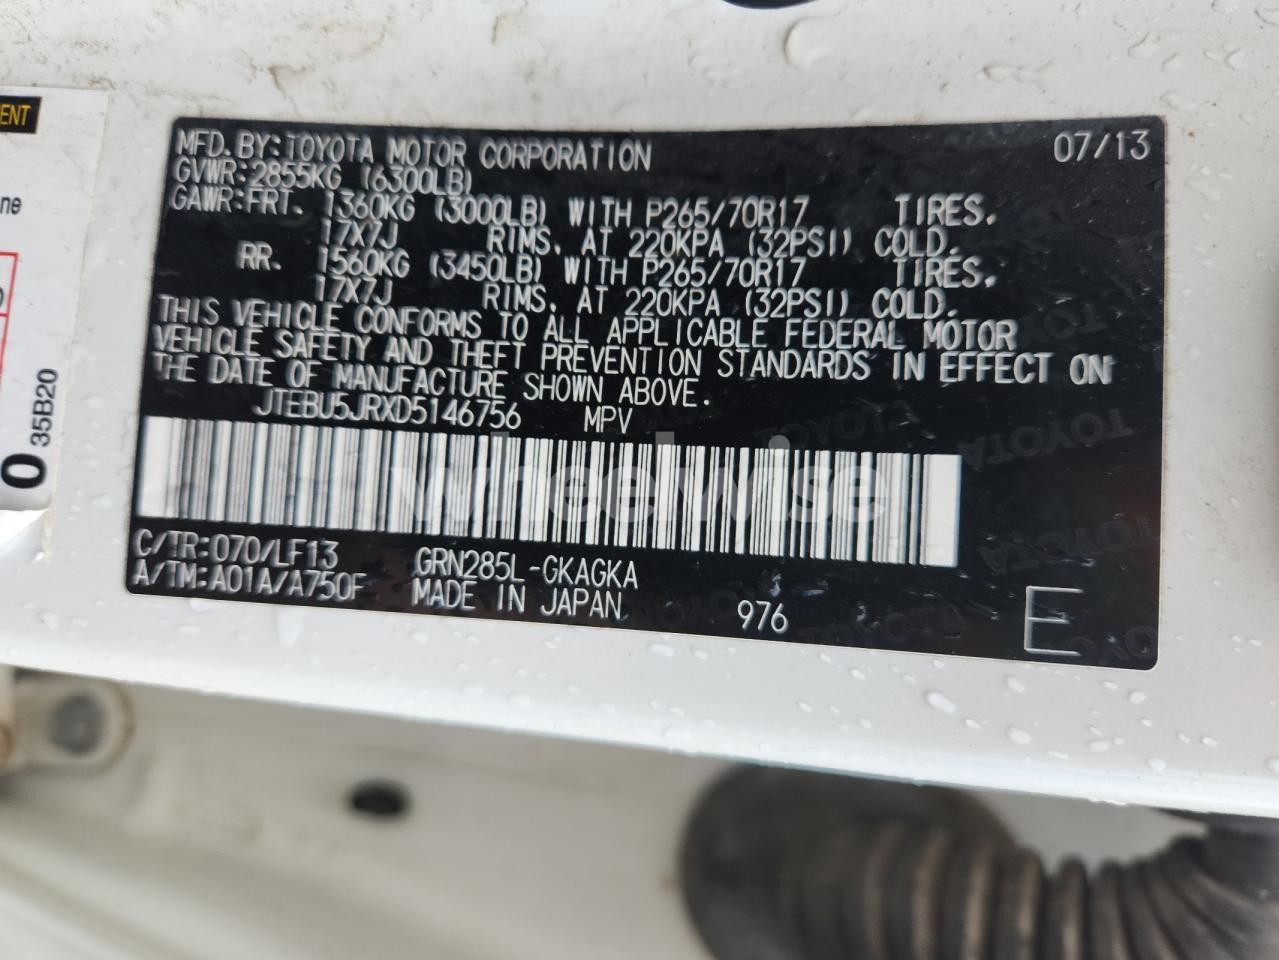 ENT
ne
0
35B20
MFD. BY: TOYOTA MOTOR CORPORATION 07/13
GVWR: 2855KG (6300LB)
GAWR: FRT. 1360KG (3000LB) WITH P265/70R17 TIRES.
17X7J RIMS. AT 220KPA (32PSI) COLD.
RR. 1560KG (3450LB) WITH P265/70R17 TIRES.
17X7J RIMS. AT 220KPA (32PSI) COLD.
THIS VEHICLE CONFORMS TO ALL APPLICABLE FEDERAL MOTOR
VEHICLE SAFETY AND THEFT PREVENTION STANDARDS IN EFFECT ON
THE DATE OF MANUFACTURE SHOWN ABOVE.
JTEBU5JRXD5146756 MPV
wheelwise
C/TR: 070/LF13 GRN285L-GKAGKA
A/TM: A01A/A750F MADE IN JAPAN 976 E
TOYOTA